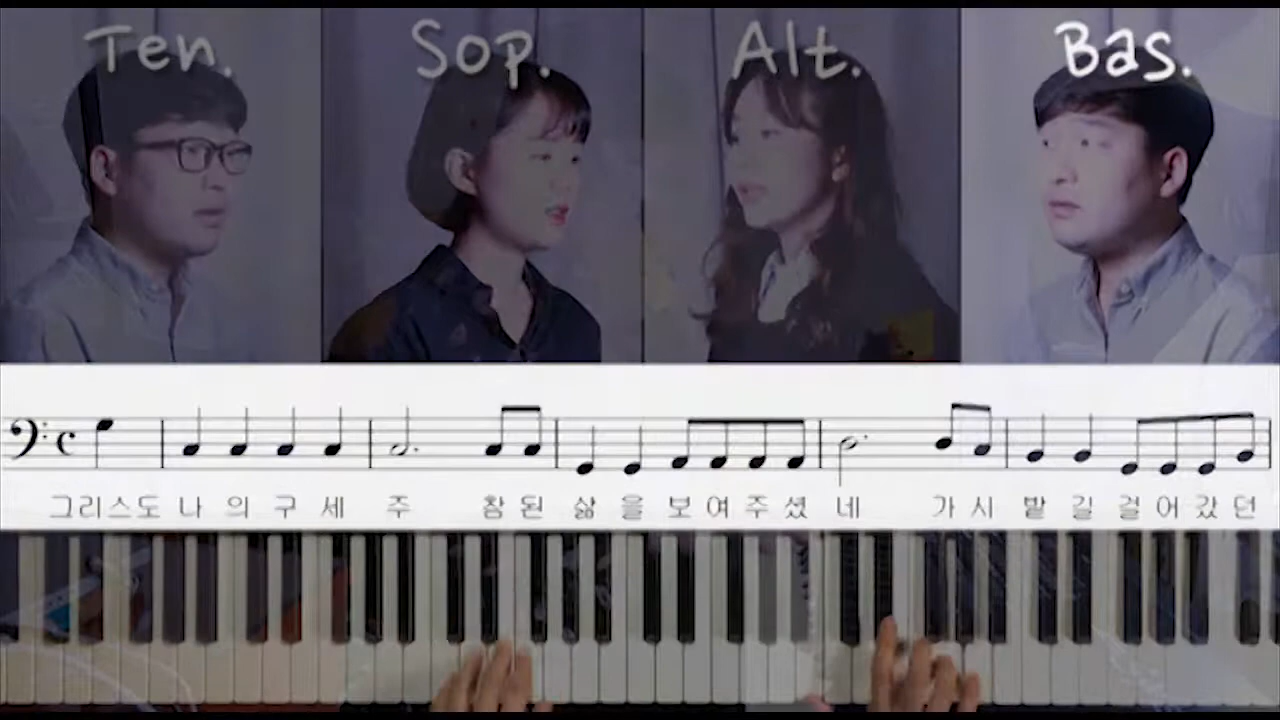 Ten. Sop. Alt. Bas.
그리스도 나의 구세주 참된 삶을 보여주셨네 가시밭길 걸어갔던